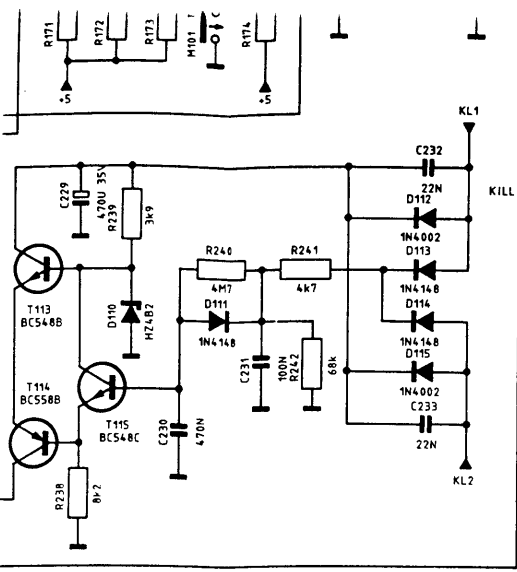 R171
R172
R173
M101
C
R174
+5
+5
KL1
C232
22N
KILL
C229
470U 35V
R239
3k9
D112
1N4002
R240
4M7
R241
4k7
D113
1N4148
T113
BC548B
D110
HZ4B2
D111
1N4148
D114
1N4148
C231
100N
R242
68k
D115
1N4002
T114
BC558B
T115
BC548C
C230
470N
C233
22N
R238
8k2
KL2